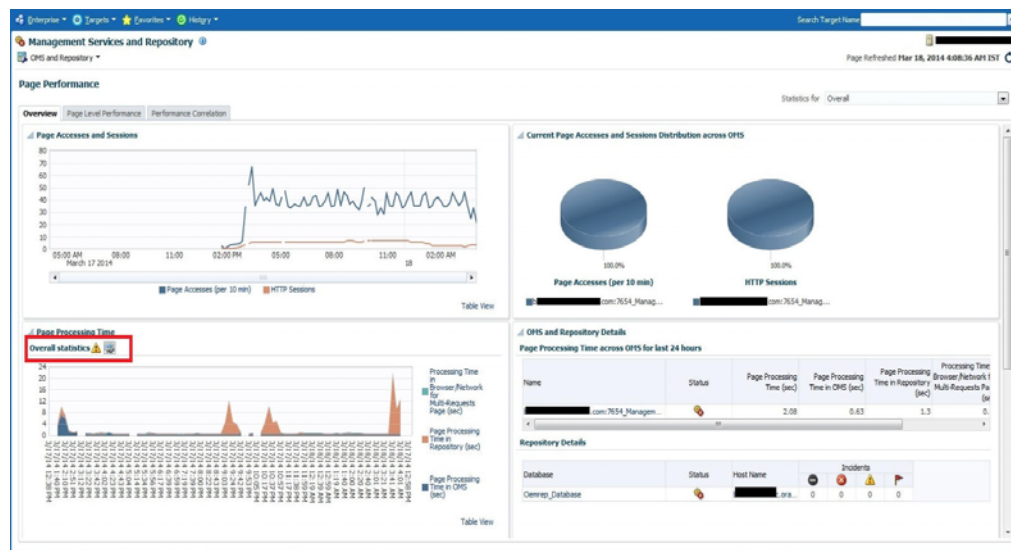 Enterprise Targets Favorites History
Search Target Name
Management Services and Repository
OMS and Repository
Page Refreshed Mar 18, 2014 4:08:36 AM IST
Page Performance
Statistics for Overall
Overview Page Level Performance Performance Correlation
Page Accesses and Sessions
80
70
60
50
40
30
20
10
0
05:00 AM 08:00 11:00 02:00 PM 05:00 08:00 11:00 02:00 AM
March 17 2014 18
Page Accesses (per 10 min) HTTP Sessions
Table View
Current Page Accesses and Sessions Distribution across OMS
100.0% 100.0%
Page Accesses (per 10 min) HTTP Sessions
com:7654_Manag... com:7654_Manag...
Page Processing Time
Overall statistics
24
20
16
12
8
4
0
Processing Time
in
Browser/Network
for
Multi-Requests
Page (sec)
Page Processing
Time in
Repository (sec)
Page Processing
Time in OMS
(sec)
Table View
OMS and Repository Details
Page Processing Time across OMS for last 24 hours
Name
Status
Page Processing
Time (sec)
Page Processing
Time in OMS (sec)
Page Processing
Time in Repository
(sec)
Processing Time
Browser/Network
Multi-Requests Pa
.com:7654_Managem... 2.08 0.63 1.3 0.
Repository Details
Database Status Host Name Incidents
Oemrep_Database .ora... 0 0 0 0